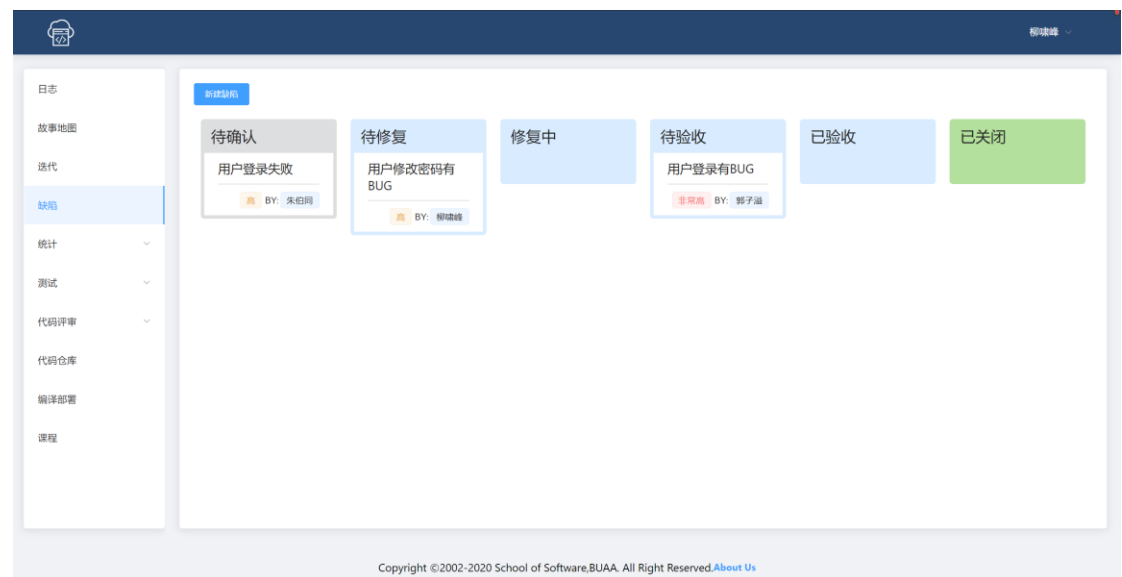 柳啸峰
日志
故事地图
迭代
缺陷
统计
测试
代码评审
代码仓库
编译部署
课程
新建缺陷
待确认
用户登录失败
高 BY: 朱伯同
待修复
用户修改密码有
BUG
高 BY: 柳啸峰
修复中
待验收
用户登录有BUG
非常高 BY: 郭子溢
已验收
已关闭
Copyright ©2002-2020 School of Software,BUAA. All Right Reserved.About Us